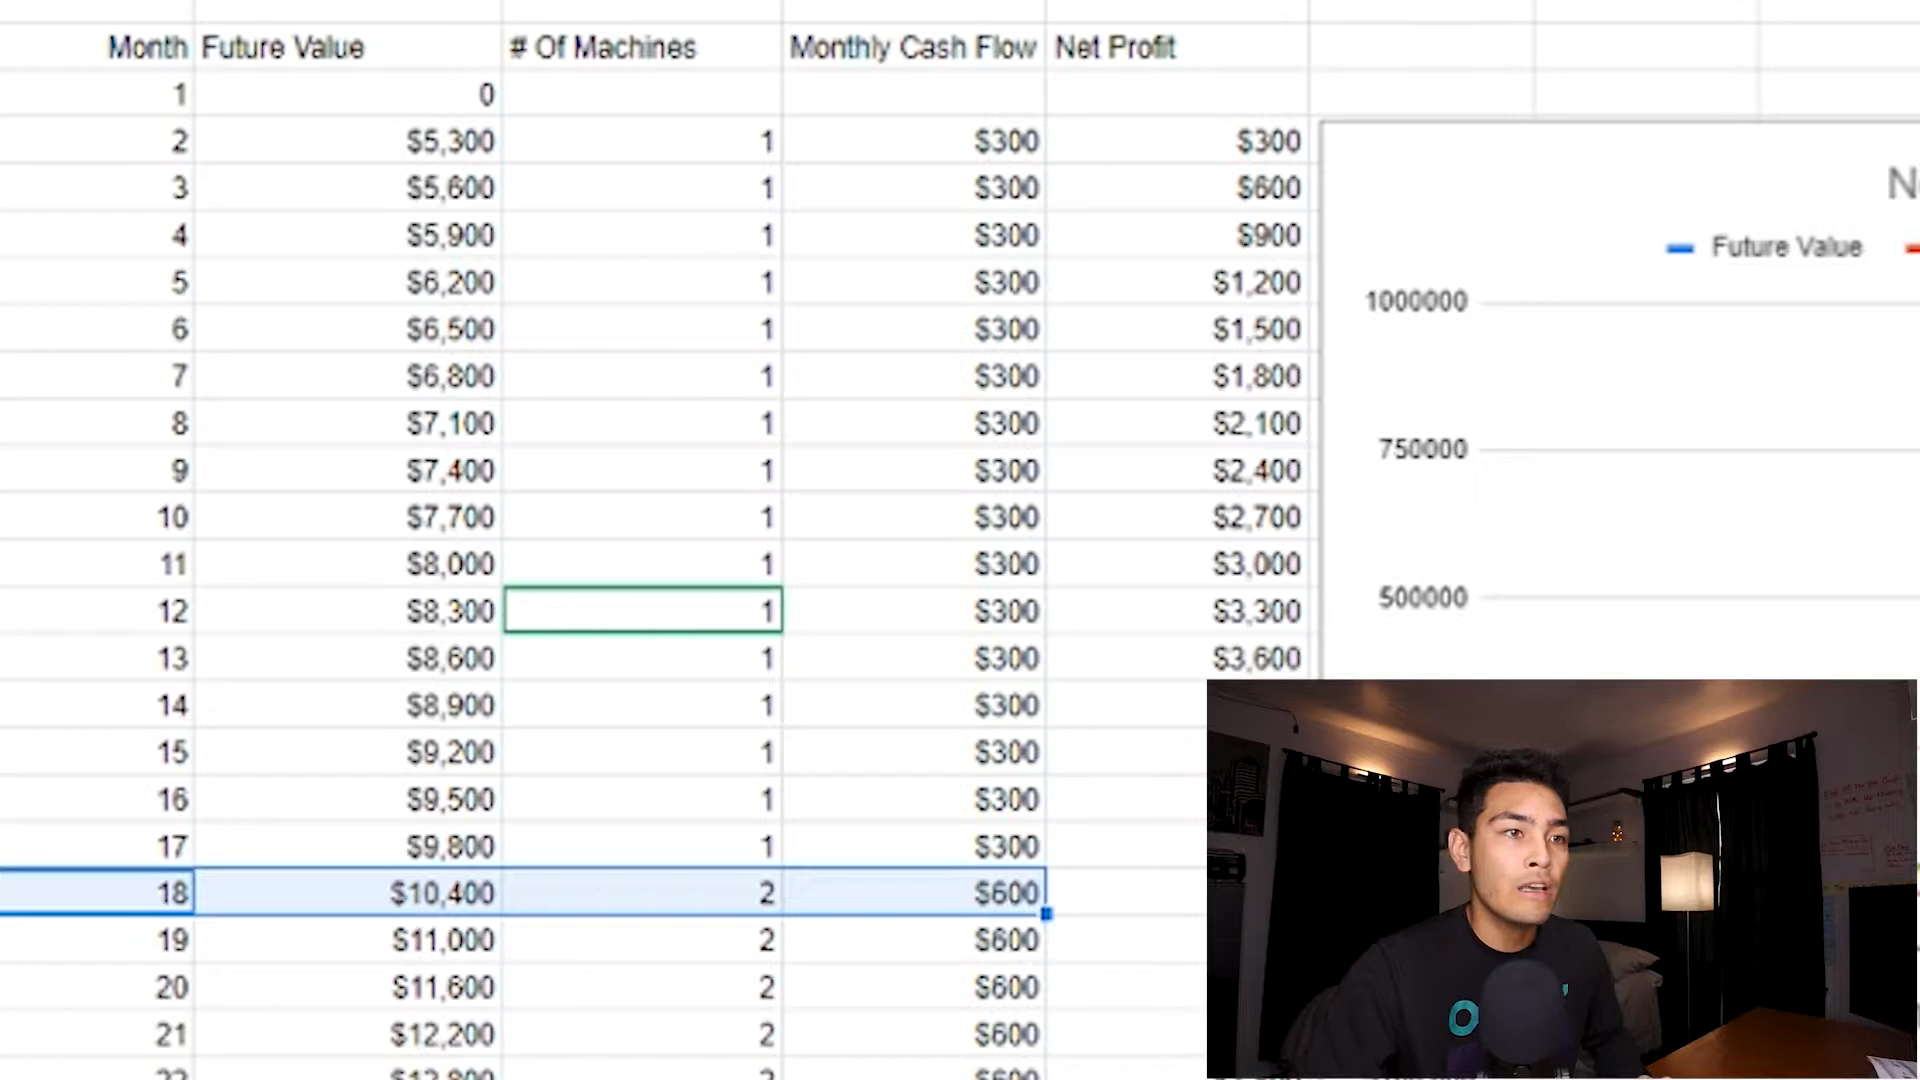 Month Future Value # Of Machines Monthly Cash Flow Net Profit
1 0
2 $5,300 1 $300 $300
3 $5,600 1 $300 $600
4 $5,900 1 $300 $900
5 $6,200 1 $300 $1,200
6 $6,500 1 $300 $1,500
7 $6,800 1 $300 $1,800
8 $7,100 1 $300 $2,100
9 $7,400 1 $300 $2,400
10 $7,700 1 $300 $2,700
11 $8,000 1 $300 $3,000
12 $8,300 1 $300 $3,300
13 $8,600 1 $300 $3,600
14 $8,900 1 $300
15 $9,200 1 $300
16 $9,500 1 $300
17 $9,800 1 $300
18 $10,400 2 $600
19 $11,000 2 $600
20 $11,600 2 $600
21 $12,200 2 $600
22 $12,800 2 $600
Future Value
1000000
750000
500000